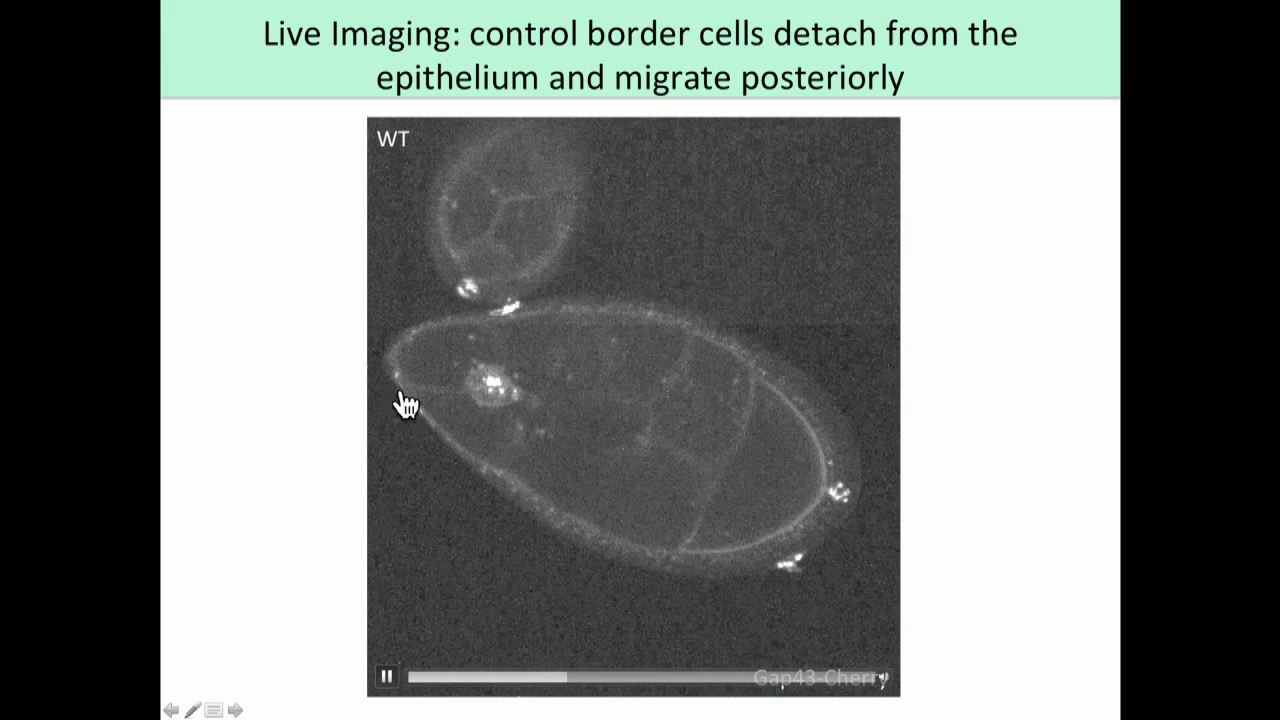 Live Imaging: control border cells detach from the
epithelium and migrate posteriorly
WT
Gap43-Cherry